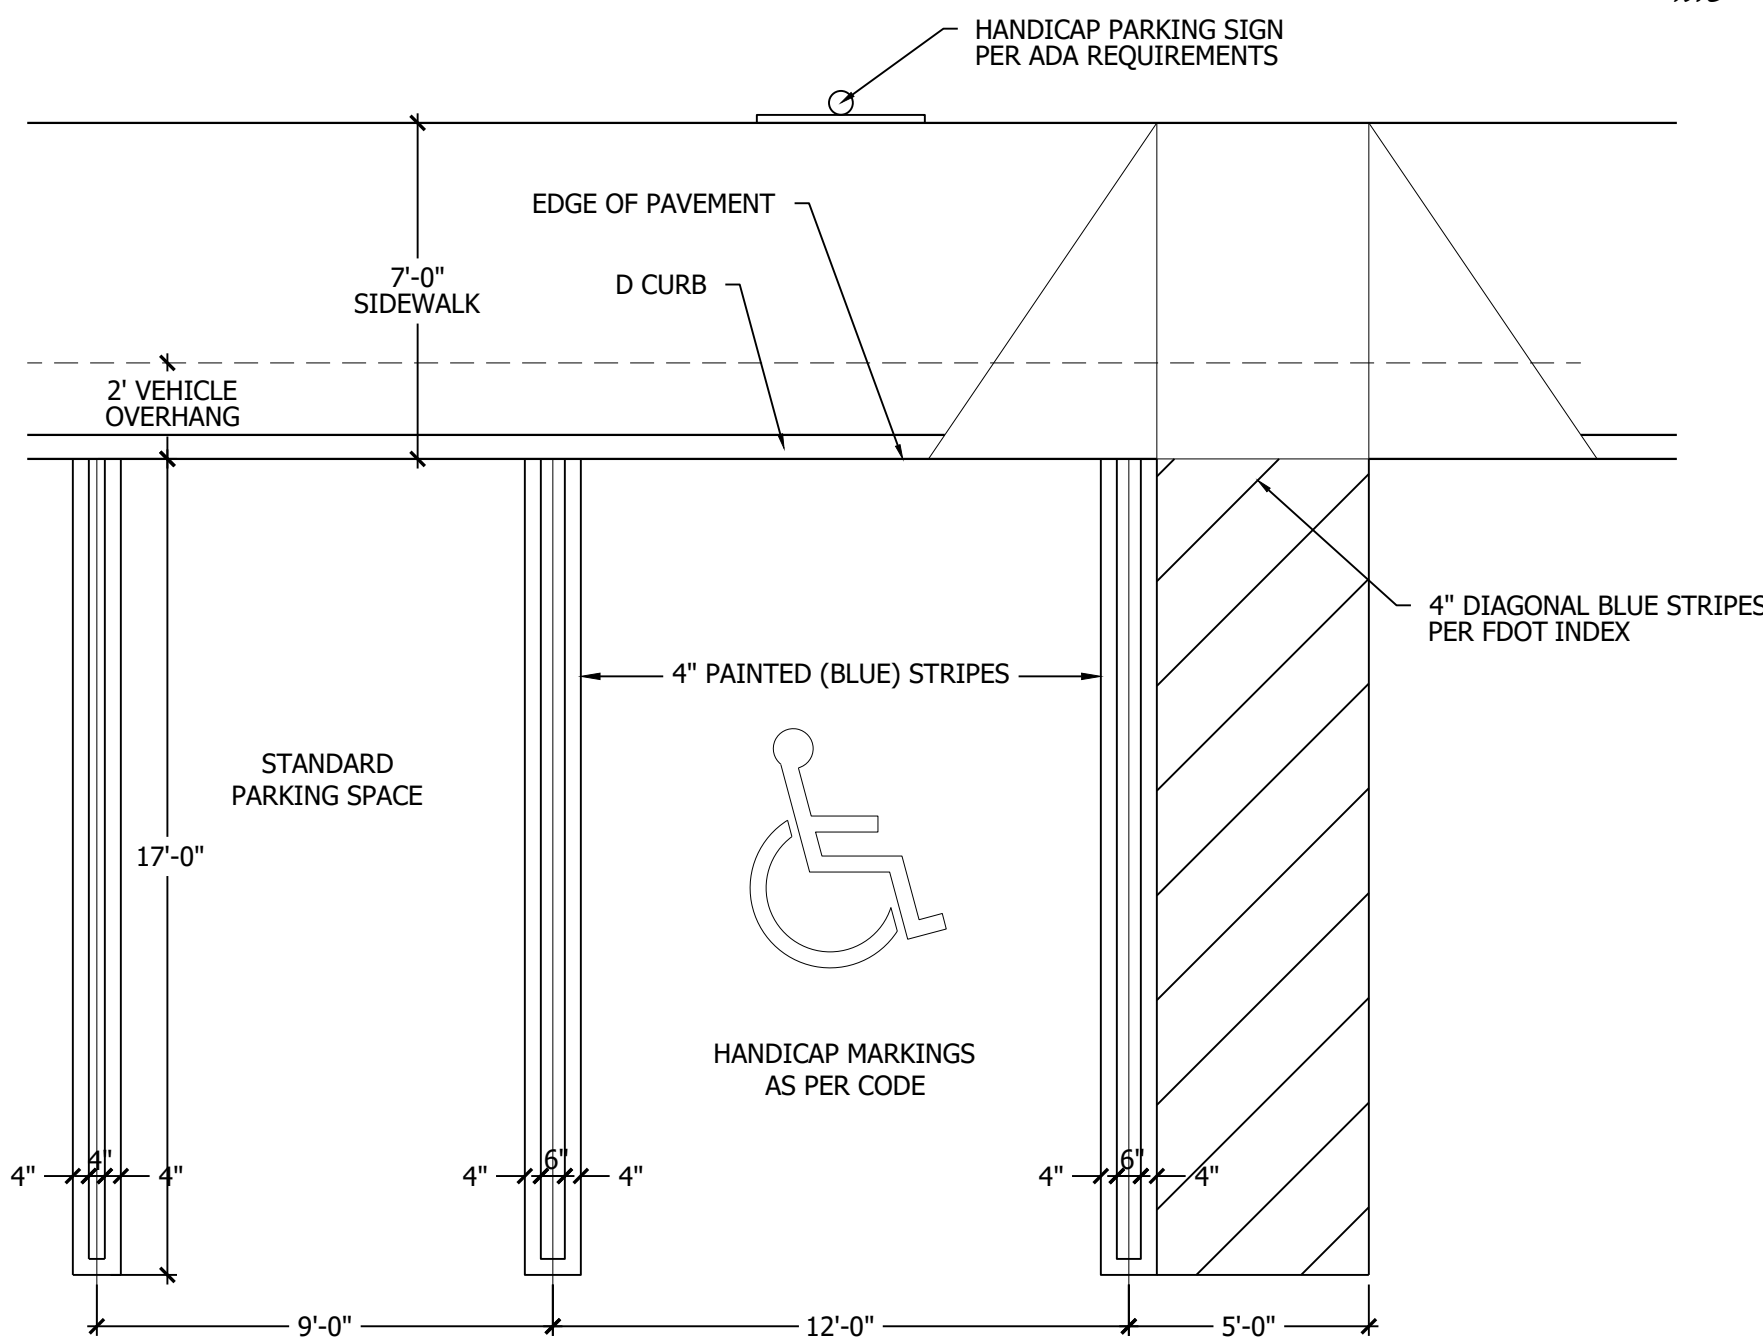 HANDICAP PARKING SIGN
PER ADA REQUIREMENTS
EDGE OF PAVEMENT
D CURB
7'-0"
SIDEWALK
2' VEHICLE
OVERHANG
4" DIAGONAL BLUE STRIPES
PER FDOT INDEX
4" PAINTED (BLUE) STRIPES
STANDARD
PARKING SPACE
17'-0"
HANDICAP MARKINGS
AS PER CODE
4" 4" 4"
4" 6" 4"
4" 6" 4"
9'-0"
12'-0"
5'-0"